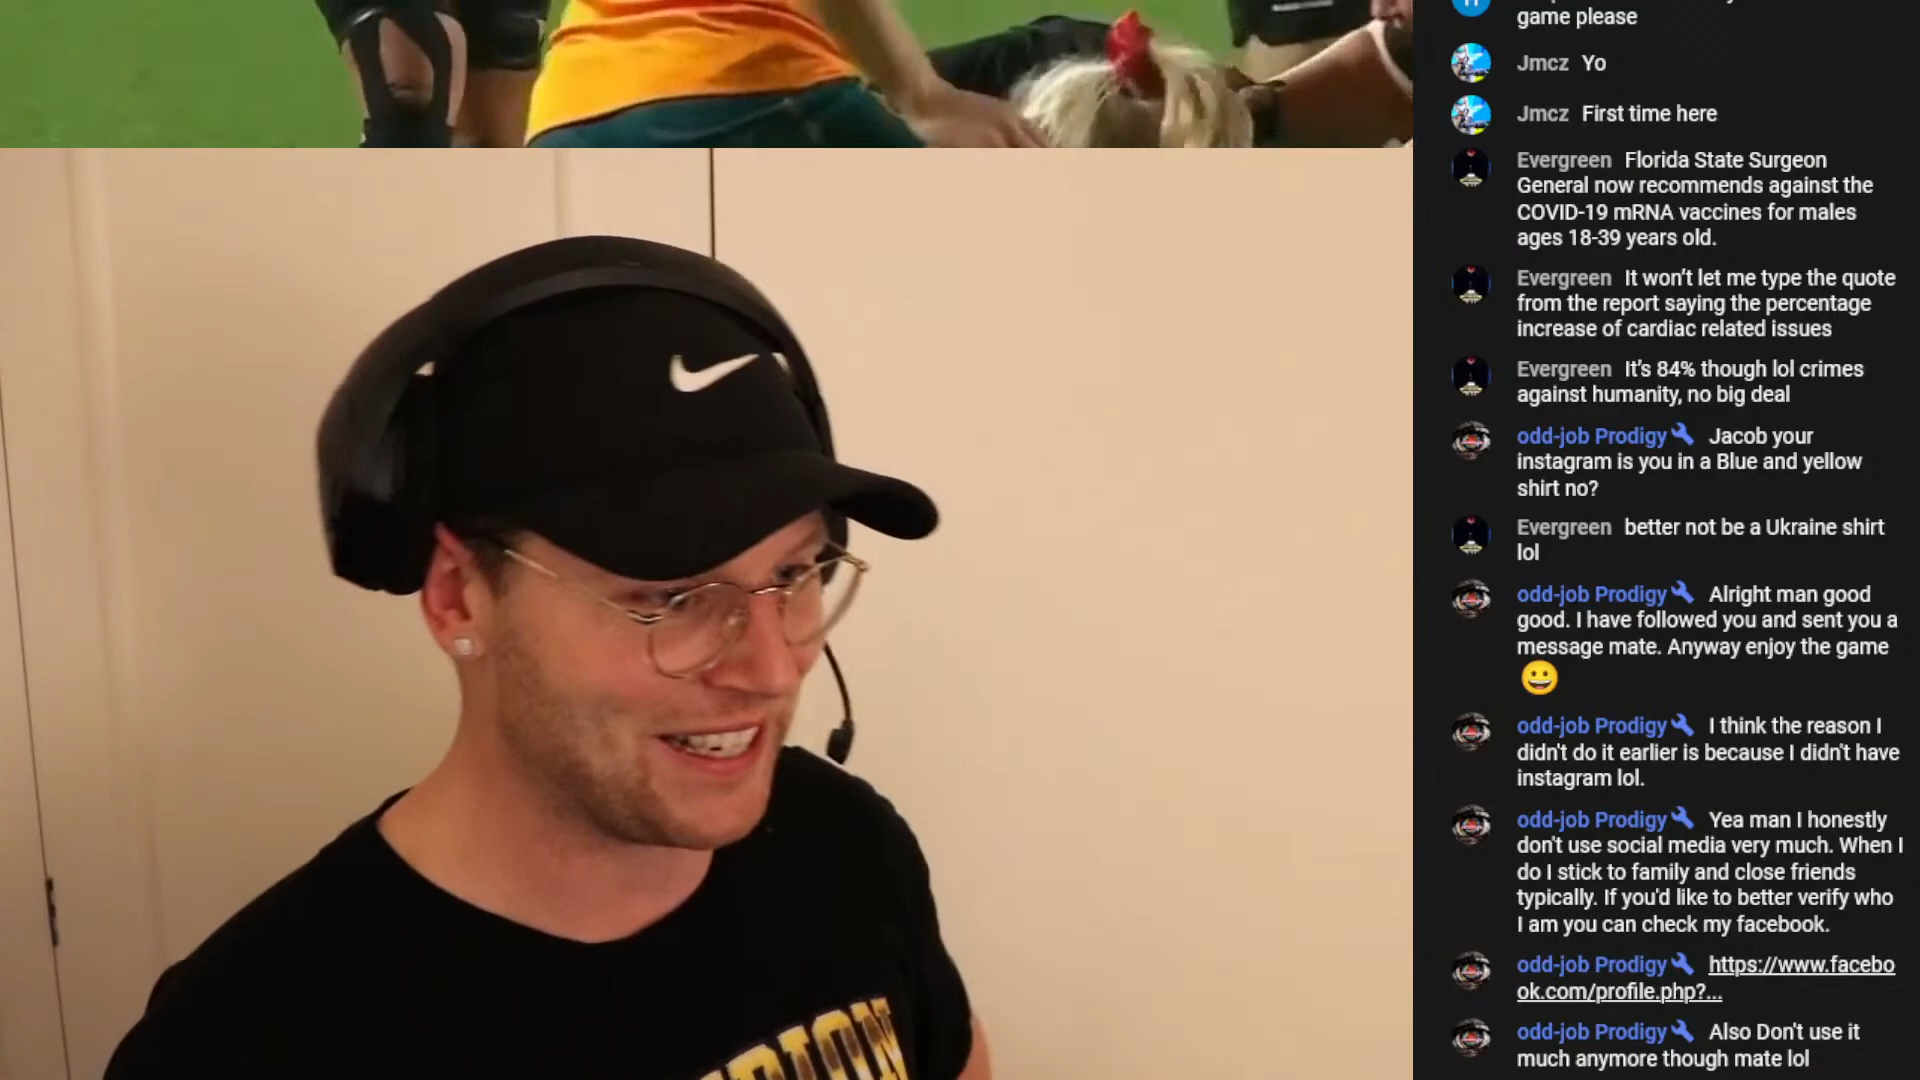 game please
Jmcz Yo
Jmcz First time here
Evergreen Florida State Surgeon
General now recommends against the
COVID-19 mRNA vaccines for males
ages 18-39 years old.
Evergreen It won't let me type the quote
from the report saying the percentage
increase of cardiac related issues
Evergreen It's 84% though lol crimes
against humanity, no big deal
odd-job Prodigy Jacob your
instagram is you in a Blue and yellow
shirt no?
Evergreen better not be a Ukraine shirt
lol
odd-job Prodigy Alright man good
good. I have followed you and sent you a
message mate. Anyway enjoy the game
😀
odd-job Prodigy I think the reason I
didn't do it earlier is because I didn't have
instagram lol.
odd-job Prodigy Yea man I honestly
don't use social media very much. When I
do I stick to family and close friends
typically. If you'd like to better verify who
I am you can check my facebook.
odd-job Prodigy https://www.facebo
ok.com/profile.php?...
odd-job Prodigy Also Don't use it
much anymore though mate lol